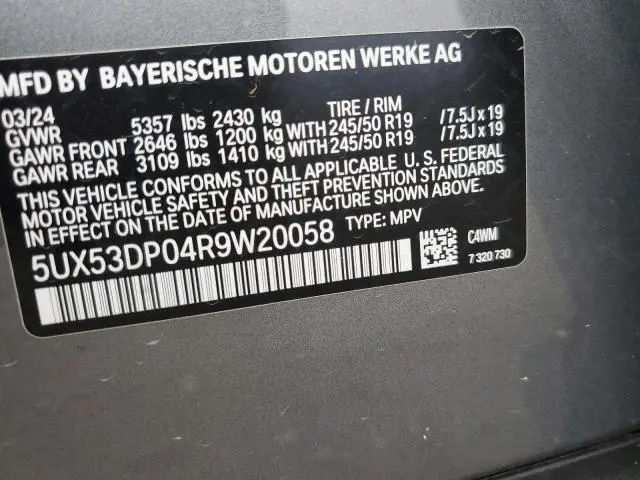 MFD BY BAYERISCHE MOTOREN WERKE AG
03/24 TIRE / RIM
GVWR 5357 lbs 2430 kg
GAWR FRONT 2646 lbs 1200 kg WITH 245/50 R19 /7.5J x 19
GAWR REAR 3109 lbs 1410 kg WITH 245/50 R19 /7.5J x 19
THIS VEHICLE CONFORMS TO ALL APPLICABLE U. S. FEDERAL
MOTOR VEHICLE SAFETY AND THEFT PREVENTION STANDARDS
IN EFFECT ON THE DATE OF MANUFACTURE SHOWN ABOVE.
5UX53DP04R9W20058 TYPE: MPV
C4WM
7 320 730